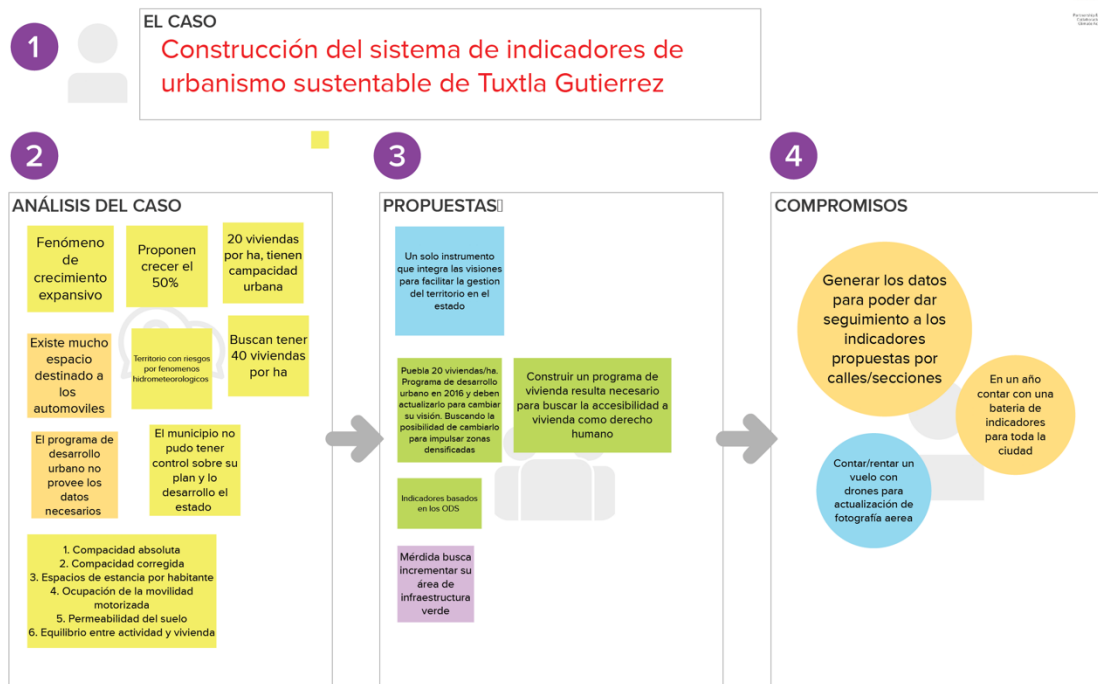 1
EL CASO
Construcción del sistema de indicadores de
urbanismo sustentable de Tuxtla Gutierrez
2
ANÁLISIS DEL CASO
Fenómeno
de
crecimiento
expansivo
Proponen
crecer el
50%
20 viviendas
por ha, tienen
campacidad
urbana
Existe mucho
espacio
destinado a
los
automoviles
Territorio con riesgos
por fenomenos
hidrometeorologicos
Buscan tener
40 viviendas
por ha
El programa de
desarrollo
urbano no
provee los
datos
necesarios
El municipio no
pudo tener
control sobre su
plan y lo
desarrollo el
estado
1. Compacidad absoluta
2. Compacidad corregida
3. Espacios de estancia por habitante
4. Ocupación de la movilidad
motorizada
5. Permeabilidad del suelo
6. Equilibrio entre actividad y vivienda
3
PROPUESTAS
Un solo instrumento
que integra las visiones
para facilitar la gestion
del territorio en el
estado
Puebla 20 viviendas/ha.
Programa de desarrollo
urbano en 2016 y deben
actualizarlo para cambiar
su visión. Buscando la
posibilidad de cambiarlo
para impulsar zonas
densificadas
Construir un programa de
vivienda resulta necesario
para buscar la accesibilidad a
vivienda como derecho
humano
Indicadores basados
en los ODS
Mérdida busca
incrementar su
área de
infraestructura
verde
4
COMPROMISOS
Generar los datos
para poder dar
seguimiento a los
indicadores
propuestas por
calles/secciones
En un año
contar con una
bateria de
indicadores
para toda la
ciudad
Contar/rentar un
vuelo con
drones para
actualización de
fotografía aerea